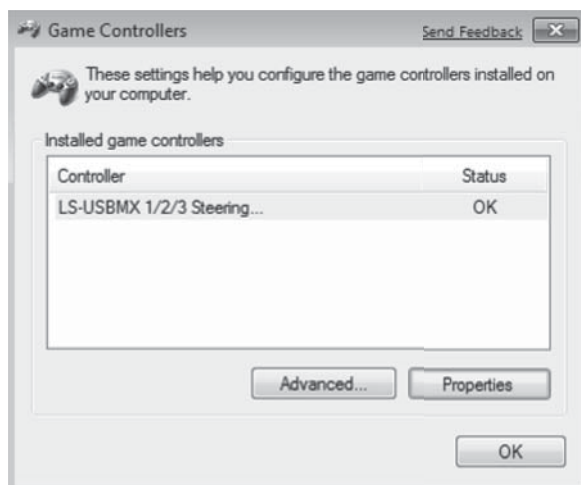 Game Controllers
Send Feedback
These settings help you configure the game controllers installed on
your computer.
Installed game controllers
Controller
Status
LS-USBMX 1/2/3 Steering...
OK
Advanced...
Properties
OK